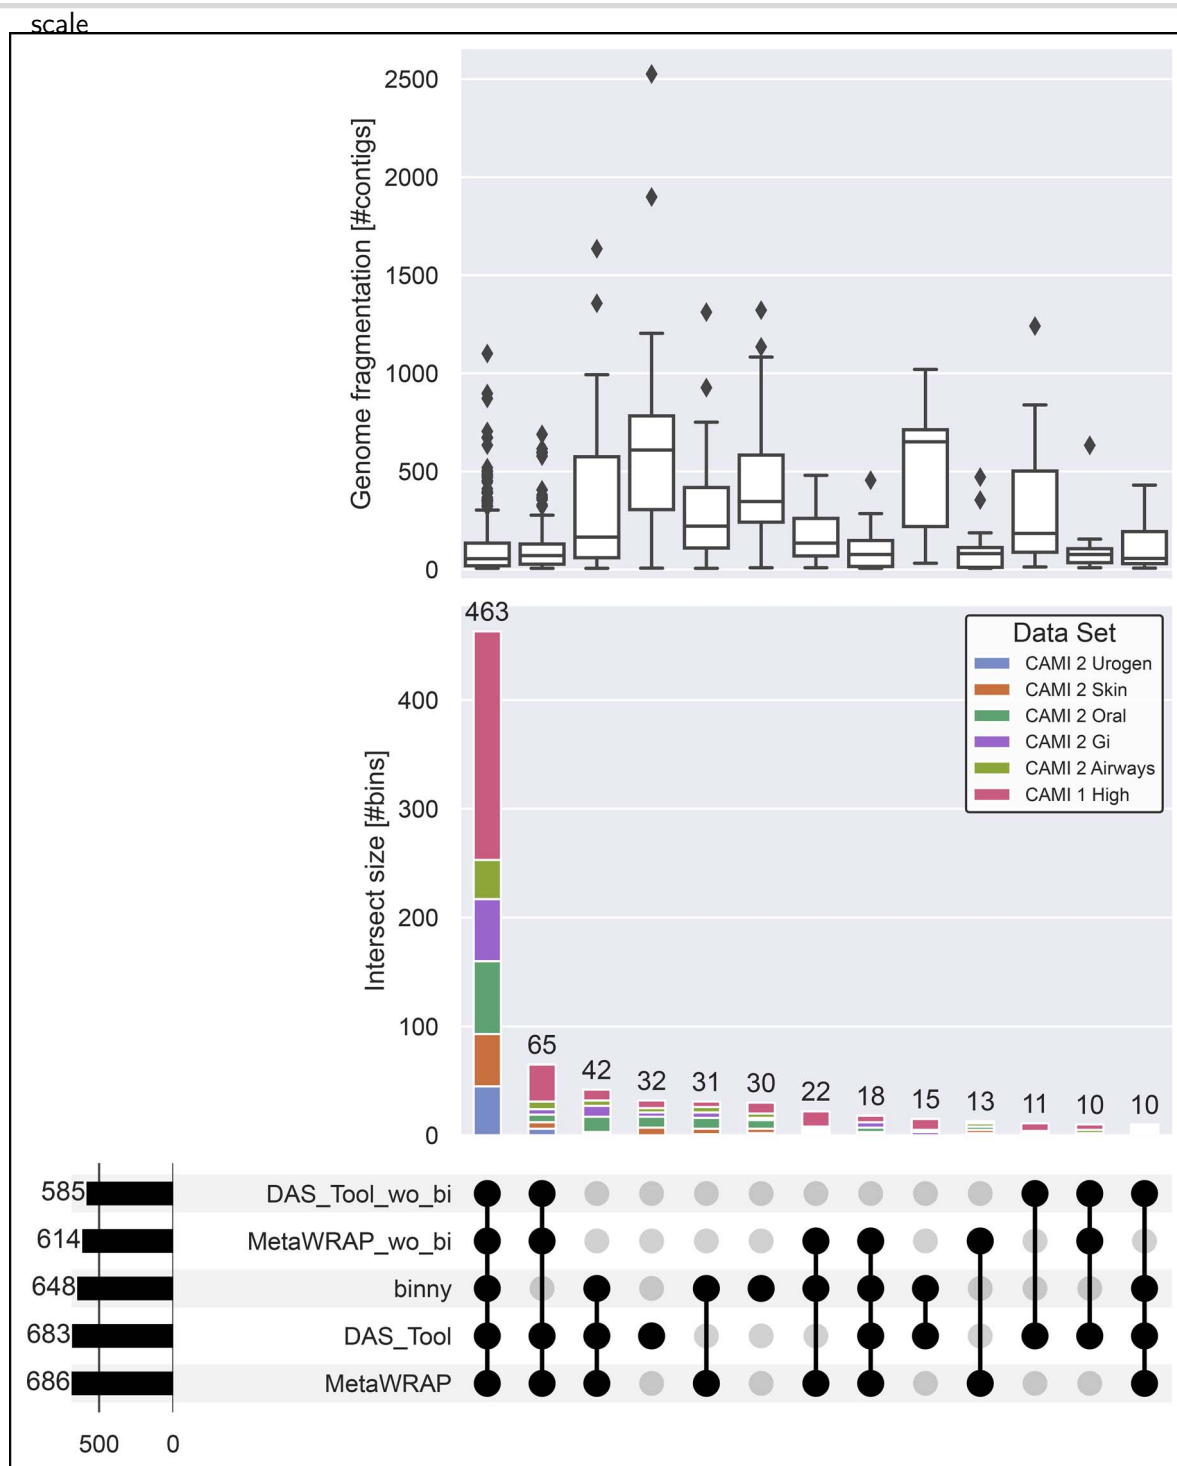 scale
2500
2000
1500
1000
500
0
Genome fragmentation [#contigs]
463
65
42
32
31
30
22
18
15
13
11
10
10
400
300
200
100
0
Intersect size [#bins]
Data Set
CAMI 2 Urogen
CAMI 2 Skin
CAMI 2 Oral
CAMI 2 Gi
CAMI 2 Airways
CAMI 1 High
585 DAS_Tool_wo_bi
614 MetaWRAP_wo_bi
648 binny
683 DAS_Tool
686 MetaWRAP
500 0